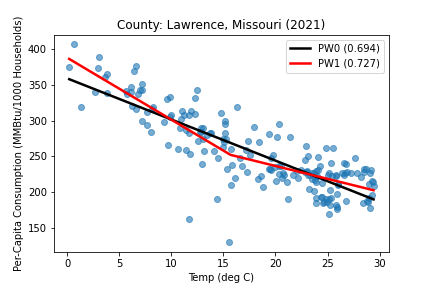 County: Lawrence, Missouri (2021)
PW0 (0.694)
PW1 (0.727)
Per-Capita Consumption (MMBtu/1000 Households)
400
350
300
250
200
150
0 5 10 15 20 25 30
Temp (deg C)